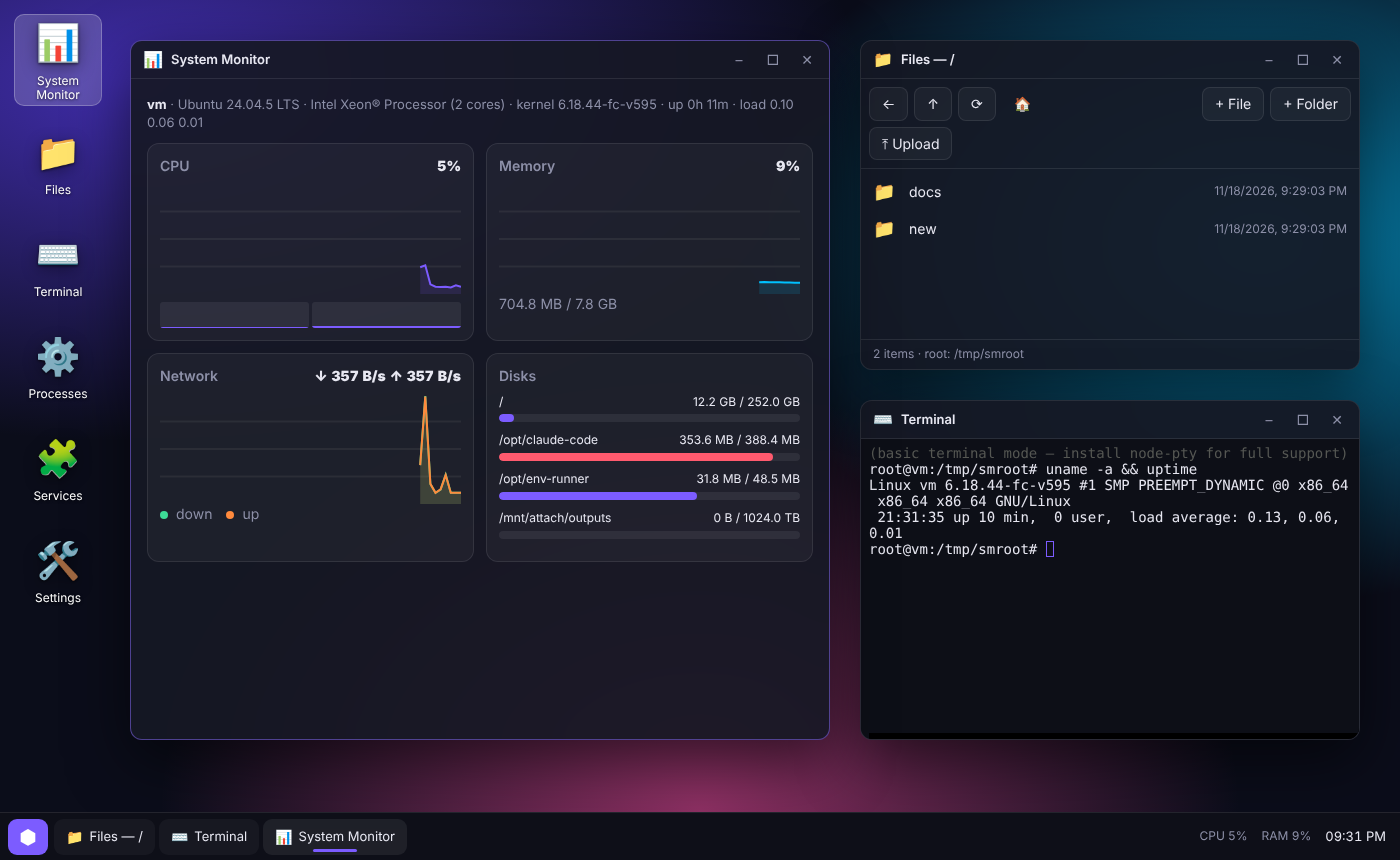 System
Monitor
Files
Terminal
Processes
Services
Settings
System Monitor
vm · Ubuntu 24.04.5 LTS · Intel Xeon® Processor (2 cores) · kernel 6.18.44-fc-v595 · up 0h 11m · load 0.10
0.06 0.01
CPU 5%
Memory 9%
704.8 MB / 7.8 GB
Network ↓ 357 B/s ↑ 357 B/s
down up
Disks
/ 12.2 GB / 252.0 GB
/opt/claude-code 353.6 MB / 388.4 MB
/opt/env-runner 31.8 MB / 48.5 MB
/mnt/attach/outputs 0 B / 1024.0 TB
Files — /
+ File + Folder
Upload
docs 11/18/2026, 9:29:03 PM
new 11/18/2026, 9:29:03 PM
2 items · root: /tmp/smroot
Terminal
(basic terminal mode — install node-pty for full support)
root@vm:/tmp/smroot# uname -a && uptime
Linux vm 6.18.44-fc-v595 #1 SMP PREEMPT_DYNAMIC @0 x86_64
x86_64 x86_64 GNU/Linux
21:31:35 up 10 min, 0 user, load average: 0.13, 0.06,
0.01
root@vm:/tmp/smroot#
Files — / Terminal System Monitor CPU 5% RAM 9% 09:31 PM